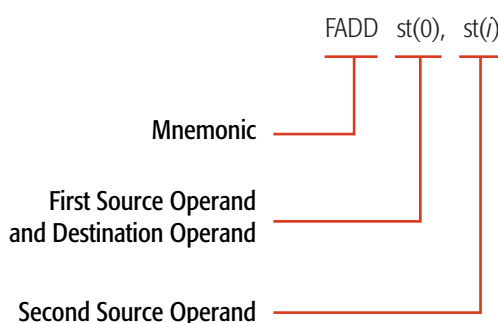 FADD st(0), st(i)
Mnemonic
First Source Operand
and Destination Operand
Second Source Operand